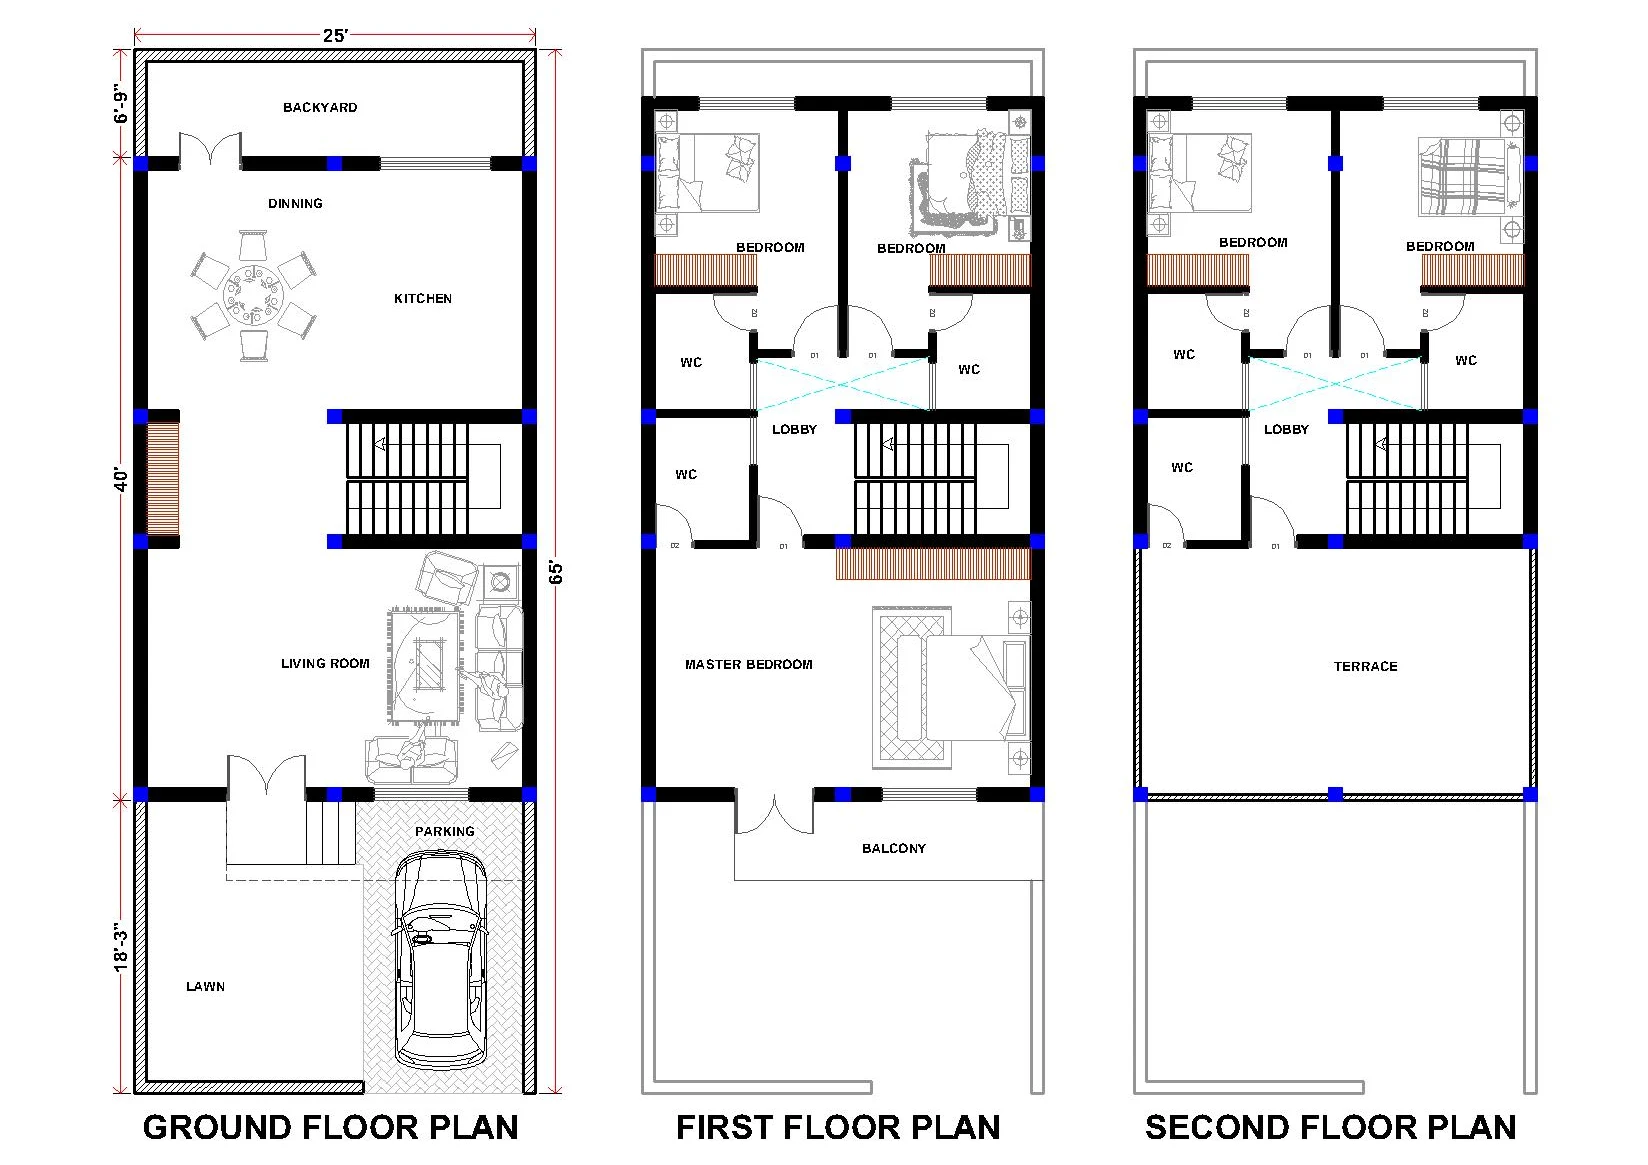 25'
6'-9"
BACKYARD
DINNING
KITCHEN
40'
65'
LIVING ROOM
PARKING
18'-3"
LAWN
GROUND FLOOR PLAN
BEDROOM
BEDROOM
D2
D2
D1
D1
WC
WC
LOBBY
WC
D2
D1
MASTER BEDROOM
BALCONY
FIRST FLOOR PLAN
BEDROOM
BEDROOM
D2
D2
D1
D1
WC
WC
LOBBY
WC
D2
D1
TERRACE
SECOND FLOOR PLAN